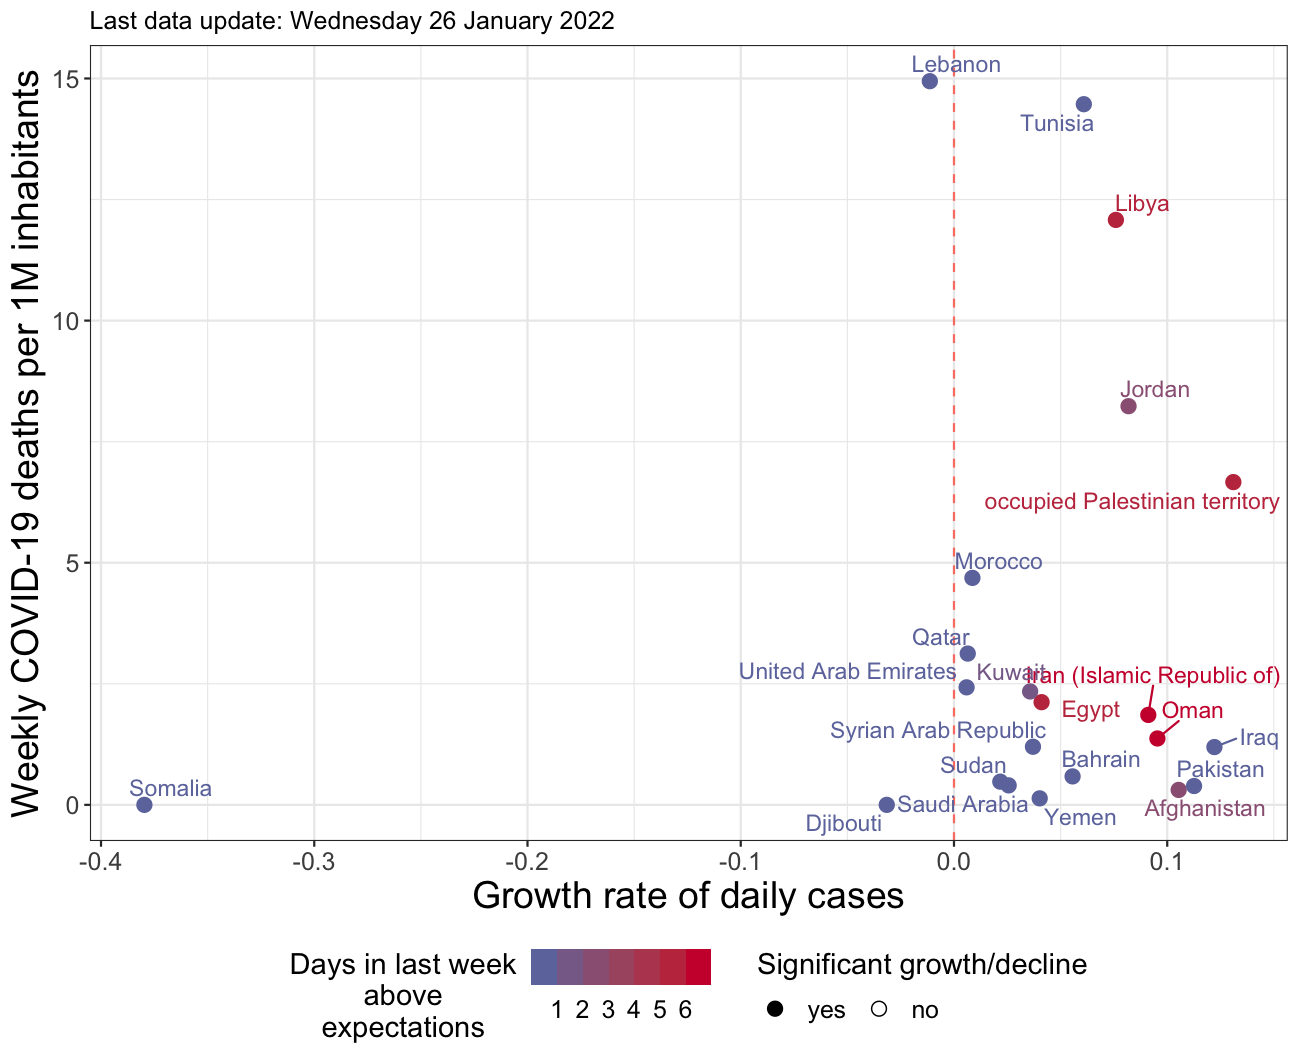 Last data update: Wednesday 26 January 2022
Weekly COVID-19 deaths per 1M inhabitants
15
10
5
0
Lebanon
Tunisia
Libya
Jordan
occupied Palestinian territory
Morocco
Qatar
United Arab Emirates
Kuwait
Iran (Islamic Republic of)
Egypt
Oman
Syrian Arab Republic
Iraq
Sudan
Bahrain
Pakistan
Somalia
Saudi Arabia
Afghanistan
Djibouti
Yemen
-0.4 -0.3 -0.2 -0.1 0.0 0.1
Growth rate of daily cases
Days in last week
above
expectations
1 2 3 4 5 6
Significant growth/decline
yes no